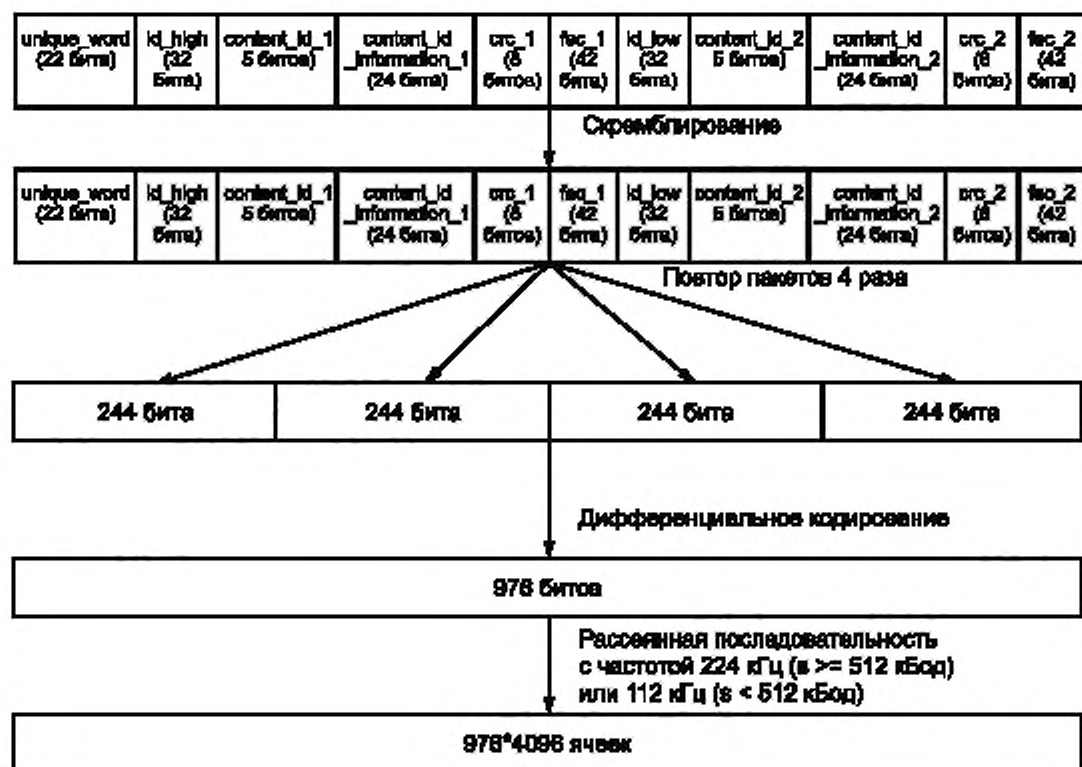 unique_word
(22 бита)
id_high
(32
бита)
content_id_1
5 битов)
content_id
_information_1
(24 бита)
crc_1
(8
битов)
fec_1
(42
бита)
id_low
(32
бита)
content_id_2
5 битов)
content_id
_information_2
(24 бита)
crc_2
(8
битов)
fec_2
(42
бита)
Скремблирование
unique_word
(22 бита)
id_high
(32
бита)
content_id_1
5 битов)
content_id
_information_1
(24 бита)
crc_1
(8
битов)
fec_1
(42
бита)
id_low
(32
бита)
content_id_2
5 битов)
content_id
_information_2
(24 бита)
crc_2
(8
битов)
fec_2
(42
бита)
Повтор пакетов 4 раза
244 бита
244 бита
244 бита
244 бита
Дифференциальное кодирование
976 битов
Рассеянная последовательность
с частотой 224 кГц (s >= 512 кБод)
или 112 кГц (s < 512 кБод)
976*4096 ячеек